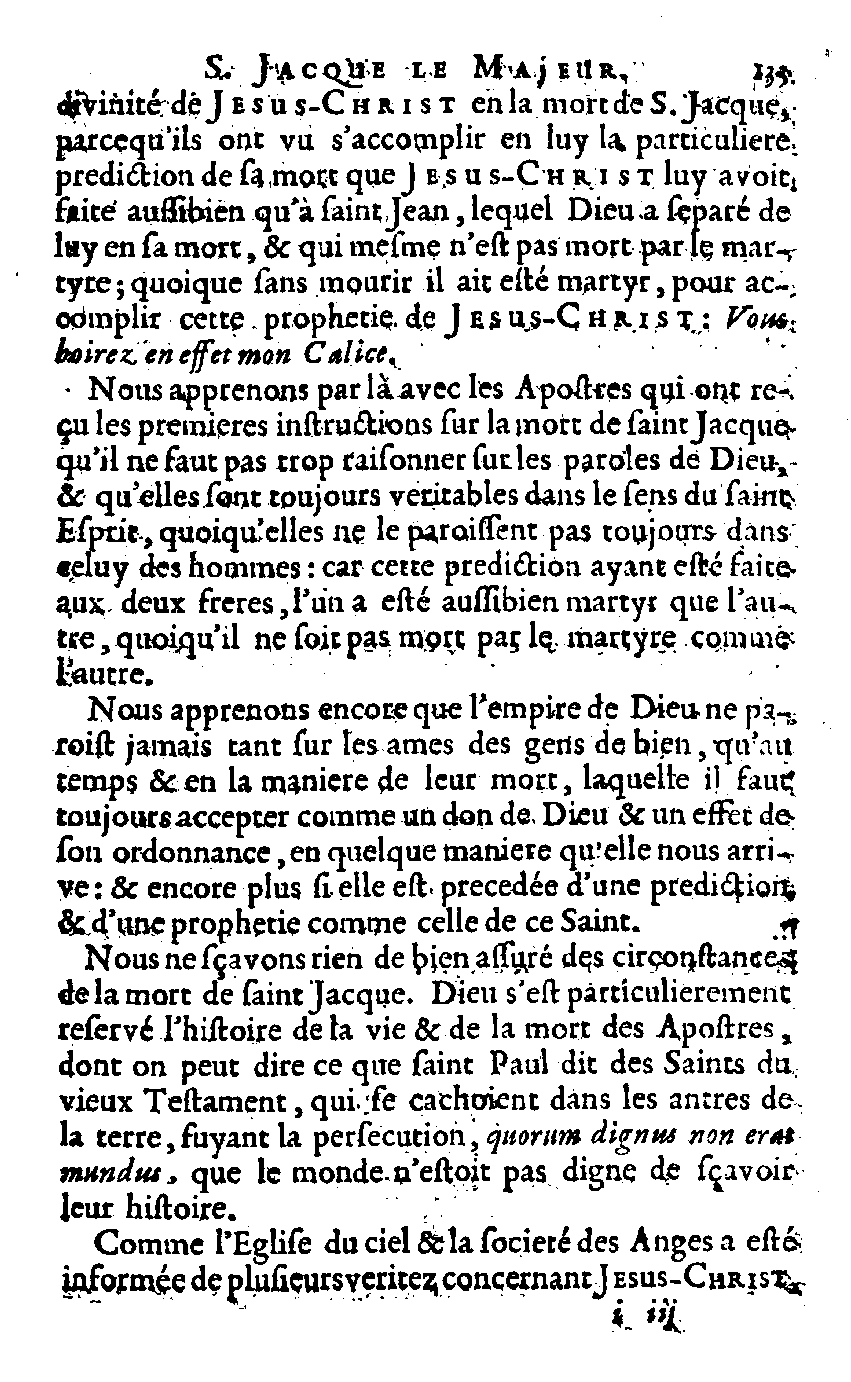 S. JACQUE LE MAJEUR. 135
divinité de JESUS-CHRIST en la mort de S. Jacque,
parcequ'ils ont vu s'accomplir en luy la particuliere
prediction de sa mort que JESUS-CHRIST luy avoit
faite aussibien qu'à saint Jean, lequel Dieu a separé de
luy en sa mort, & qui mesme n'est pas mort par le mar-
tyre; quoique sans mourir il ait esté martyr, pour ac-
complir cette prophetie de JESUS-CHRIST: Vous
boirez en effet mon Calice.
Nous apprenons par là avec les Apostres qui ont re-
çu les premieres instructions sur la mort de saint Jacque
qu'il ne faut pas trop raisonner sur les paroles de Dieu,
& qu'elles sont toujours veritables dans le sens du saint
Esprit, quoiqu'elles ne le paroissent pas toujours dans
celuy des hommes: car cette prediction ayant esté faite
aux deux freres, l'un a esté aussibien martyr que l'au-
tre, quoiqu'il ne soit pas mort par le martyre comme
l'autre.
Nous apprenons encore que l'empire de Dieu ne pa-
roist jamais tant sur les ames des gens de bien, qu'au
temps & en la maniere de leur mort, laquelle il faut
toujours accepter comme un don de Dieu & un effet de
son ordonnance, en quelque maniere qu'elle nous arri-
ve: & encore plus si elle est precedée d'une prediction
& d'une prophetie comme celle de ce Saint.
Nous ne sçavons rien de bien assuré des circonstances
de la mort de saint Jacque. Dieu s'est particulierement
reservé l'histoire de la vie & de la mort des Apostres,
dont on peut dire ce que saint Paul dit des Saints du
vieux Testament, qui se cachoient dans les antres de
la terre, fuyant la persecution, quorum dignus non erat
mundus, que le monde n'estoit pas digne de sçavoir
leur histoire.
Comme l'Eglise du ciel & la societé des Anges a esté
informée de plusieurs veritez concernant JESUS-CHRIST,
i iij